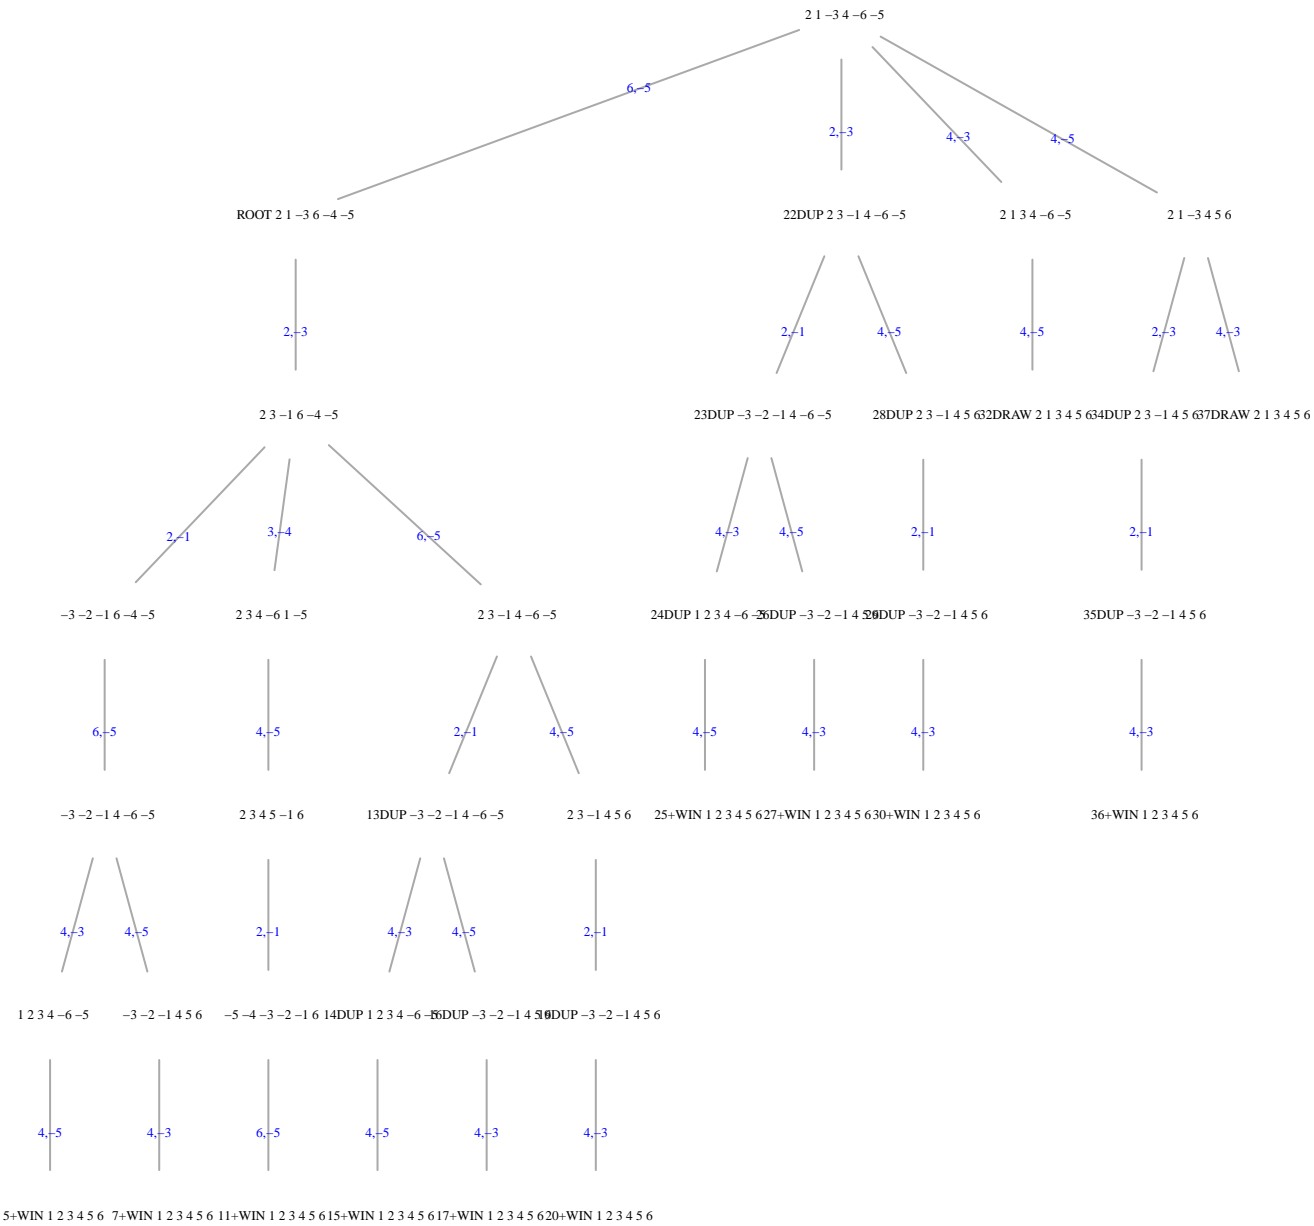 2 1 −3 4 −6 −5
6,−5
2,−3
4,−3
4,−5
ROOT 2 1 −3 6 −4 −5
22DUP 2 3 −1 4 −6 −5
2 1 3 4 −6 −5
2 1 −3 4 5 6
2,−3
2,−1
4,−5
4,−5
2,−3
4,−3
2 3 −1 6 −4 −5
23DUP −3 −2 −1 4 −6 −5
28DUP 2 3 −1 4 5 6
32DRAW 2 1 3 4 5 6
34DUP 2 3 −1 4 5 6
37DRAW 2 1 3 4 5 6
2,−1
3,−4
6,−5
4,−3
4,−5
2,−1
2,−1
−3 −2 −1 6 −4 −5
2 3 4 −6 1 −5
2 3 −1 4 −6 −5
24DUP 1 2 3 4 −6 −5
26DUP −3 −2 −1 4 5 6
29DUP −3 −2 −1 4 5 6
35DUP −3 −2 −1 4 5 6
6,−5
4,−5
2,−1
4,−5
4,−5
4,−3
4,−3
4,−3
−3 −2 −1 4 −6 −5
2 3 4 5 −1 6
13DUP −3 −2 −1 4 −6 −5
2 3 −1 4 5 6
25+WIN 1 2 3 4 5 6
27+WIN 1 2 3 4 5 6
30+WIN 1 2 3 4 5 6
36+WIN 1 2 3 4 5 6
4,−3
4,−5
2,−1
4,−3
4,−5
2,−1
1 2 3 4 −6 −5
−3 −2 −1 4 5 6
−5 −4 −3 −2 −1 6
14DUP 1 2 3 4 −6 −5
16DUP −3 −2 −1 4 5 6
19DUP −3 −2 −1 4 5 6
4,−5
4,−3
6,−5
4,−5
4,−3
4,−3
5+WIN 1 2 3 4 5 6
7+WIN 1 2 3 4 5 6
11+WIN 1 2 3 4 5 6
15+WIN 1 2 3 4 5 6
17+WIN 1 2 3 4 5 6
20+WIN 1 2 3 4 5 6